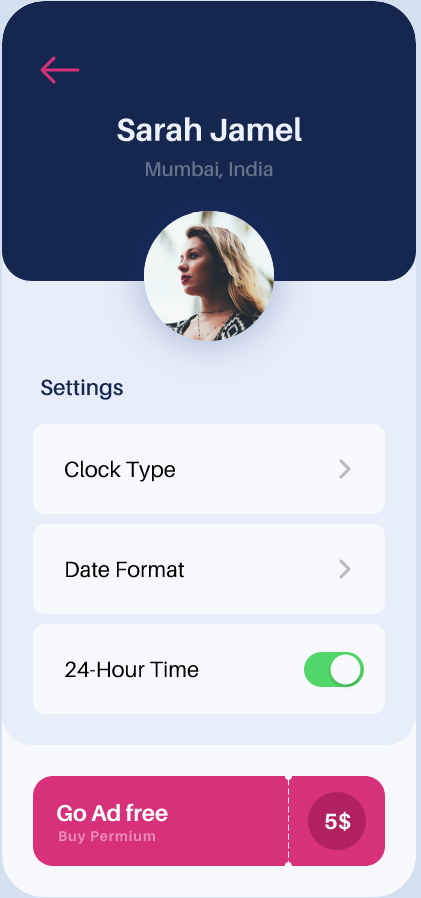 Sarah Jamel
Mumbai, India
Settings
Clock Type
Date Format
24-Hour Time
Go Ad free
Buy Permium
5$